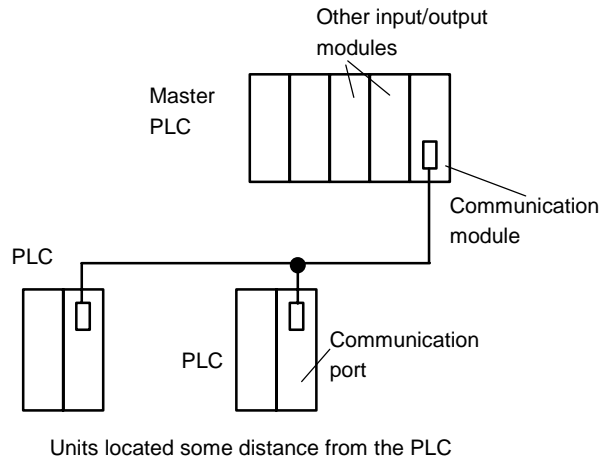 Other input/output
modules
Master
PLC
Communication
module
PLC
PLC
Communication
port
Units located some distance from the PLC